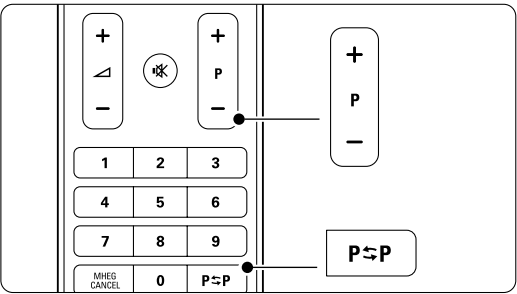 + +
P
− −
1 2 3
4 5 6
7 8 9
MHEG
CANCEL 0 P⇆P
+
P
−
P⇆P